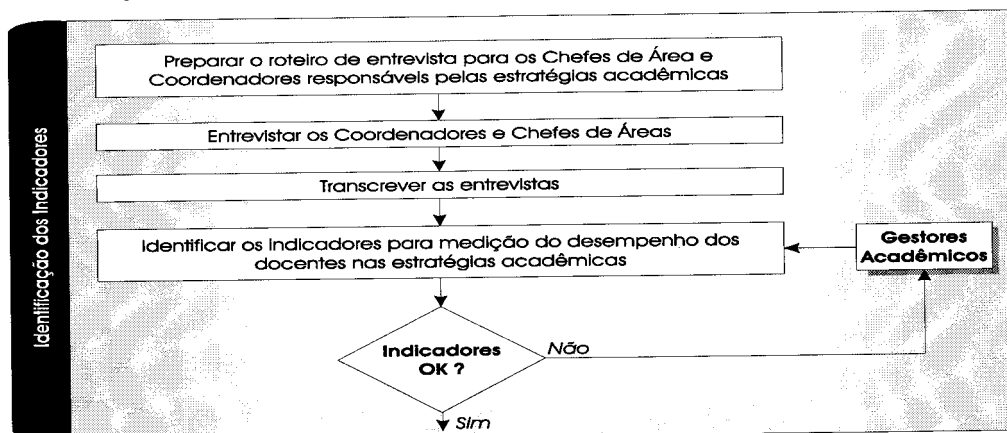 Identificação dos Indicadores
Preparar o roteiro de entrevista para os Chefes de Área e
Coordenadores responsáveis pelas estratégias acadêmicas
Entrevistar os Coordenadores e Chefes de Áreas
Transcrever as entrevistas
Identificar os indicadores para medição do desempenho dos
docentes nas estratégias acadêmicas
Gestores
Acadêmicos
Indicadores
OK ?
Não
Sim